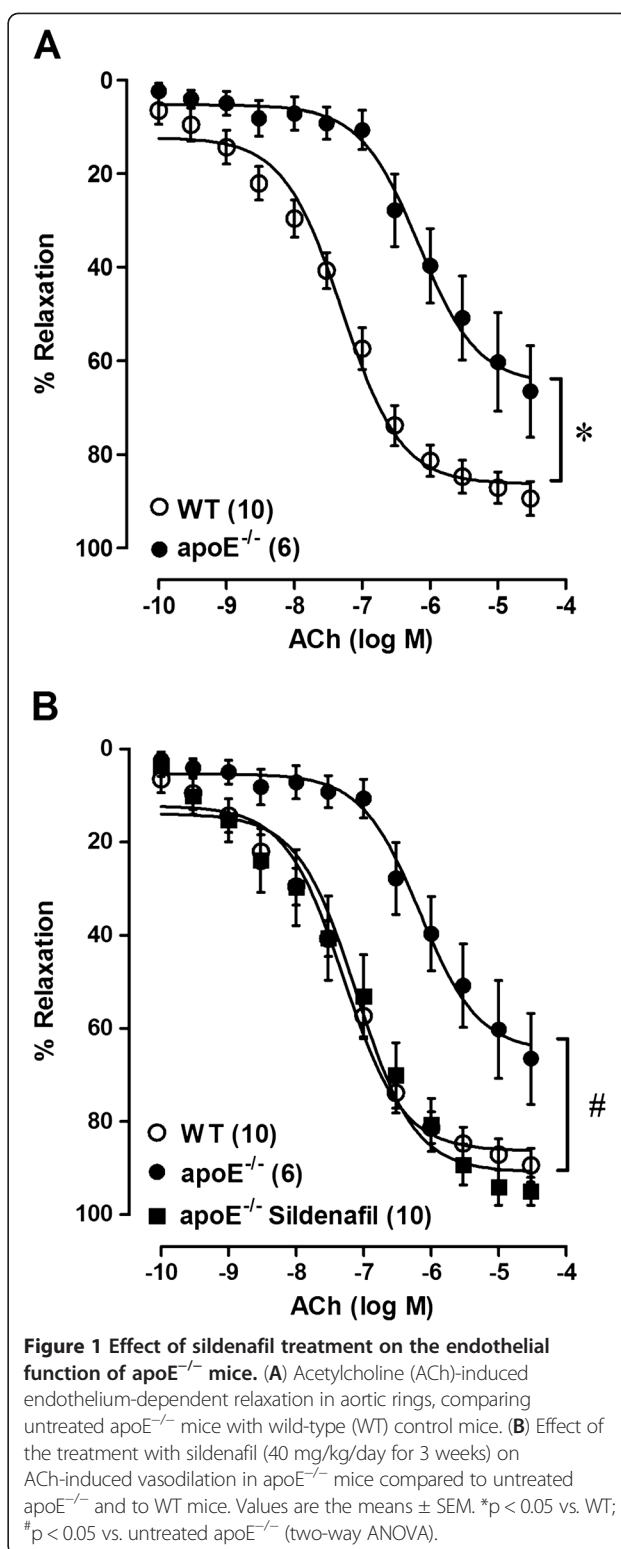 A
0
20
40
60
80
100
% Relaxation
*
WT (10)
apoE-/- (6)
-10 -9 -8 -7 -6 -5 -4
ACh (log M)
B
0
20
40
60
80
100
% Relaxation
#
WT (10)
apoE-/- (6)
apoE-/- Sildenafil (10)
-10 -9 -8 -7 -6 -5 -4
ACh (log M)
Figure 1 Effect of sildenafil treatment on the endothelial
function of apoE−/− mice. (A) Acetylcholine (ACh)-induced
endothelium-dependent relaxation in aortic rings, comparing
untreated apoE−/− mice with wild-type (WT) control mice. (B) Effect of
the treatment with sildenafil (40 mg/kg/day for 3 weeks) on
ACh-induced vasodilation in apoE−/− mice compared to untreated
apoE−/− and to WT mice. Values are the means ± SEM. *p < 0.05 vs. WT;
#p < 0.05 vs. untreated apoE−/− (two-way ANOVA).